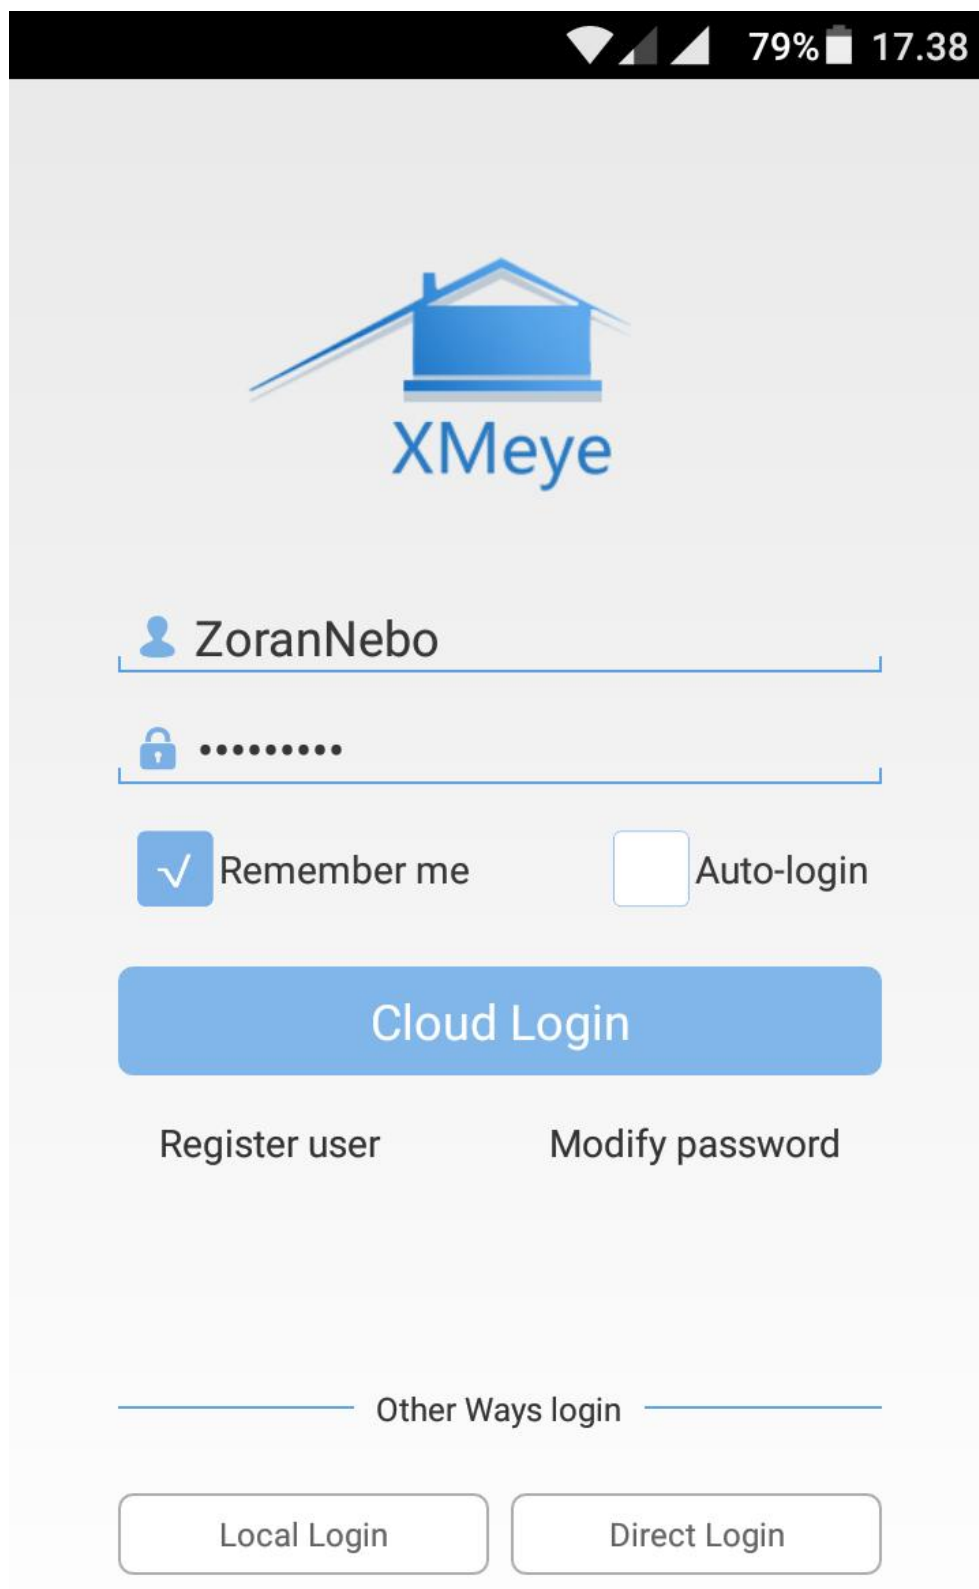 79% 17.38
XMeye
ZoranNebo
•••••••••
√ Remember me Auto-login
Cloud Login
Register user Modify password
Other Ways login
Local Login Direct Login